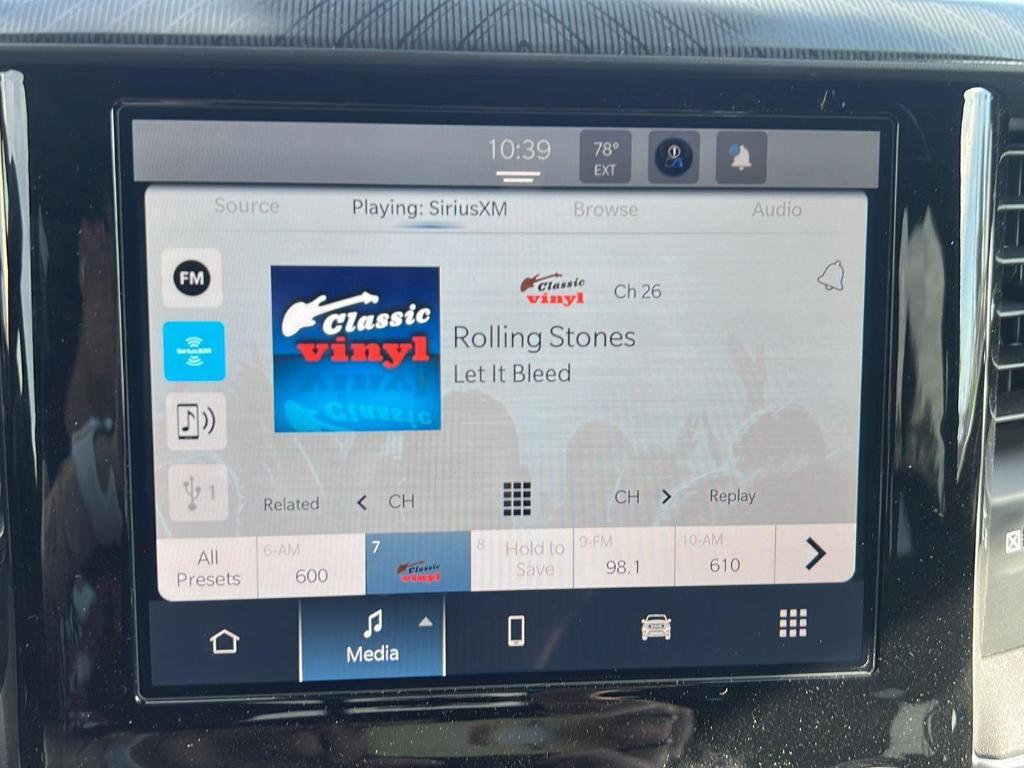 10:39
78°
EXT
Source
Playing: SiriusXM
Browse
Audio
FM
SiriusXM
Classic
vinyl
Classic
vinyl
Ch 26
Rolling Stones
Let It Bleed
1
Related
CH
CH
Replay
All
Presets
6-AM
600
7
Classic
vinyl
8
Hold to
Save
9-FM
98.1
10-AM
610
Media